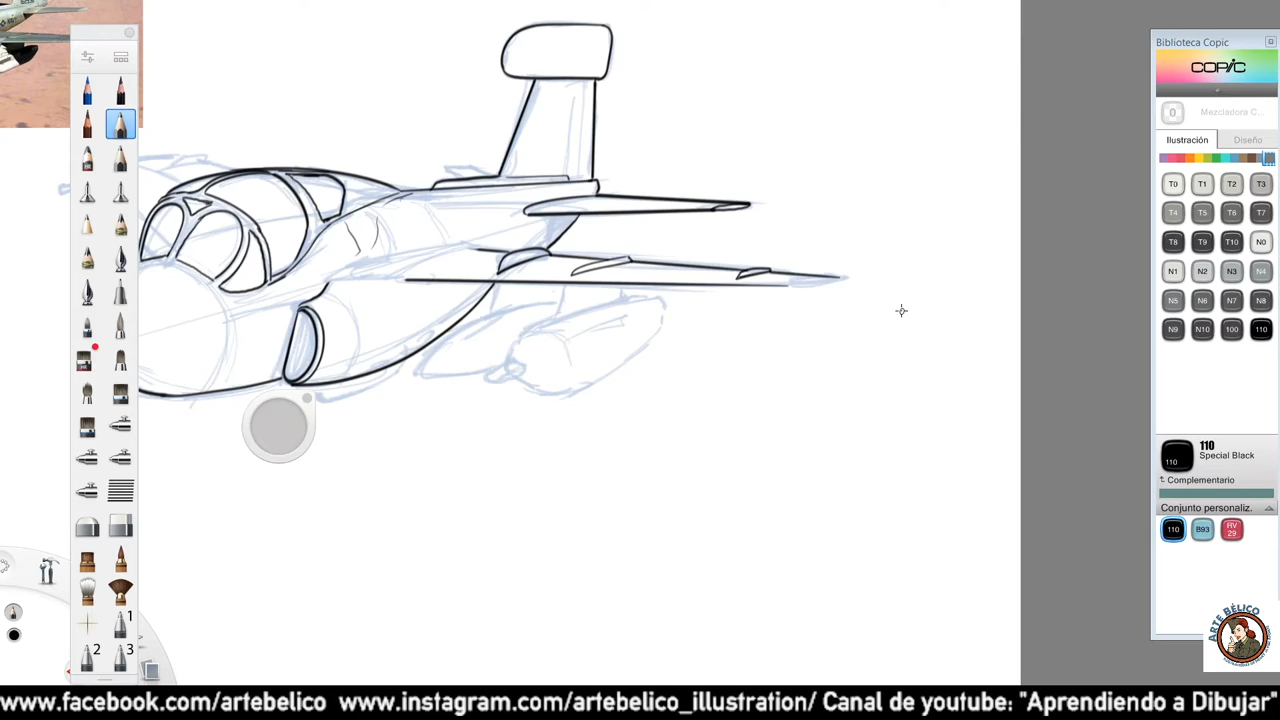 Biblioteca Copic
COPIC
0 Mezcladora C...
Ilustración Diseño
T0 T1 T2 T3
T4 T5 T6 T7
T8 T9 T10 N0
N1 N2 N3 N4
N5 N6 N7 N8
N9 N10 100 110
110
110 Special Black
Complementario
Conjunto personaliz.
110 B93 RV 29
1
2 3
ARTE BÉLICO
www.facebook.com/artebelico www.instagram.com/artebelico_illustration/ Canal de youtube: "Aprendiendo a Dibujar"